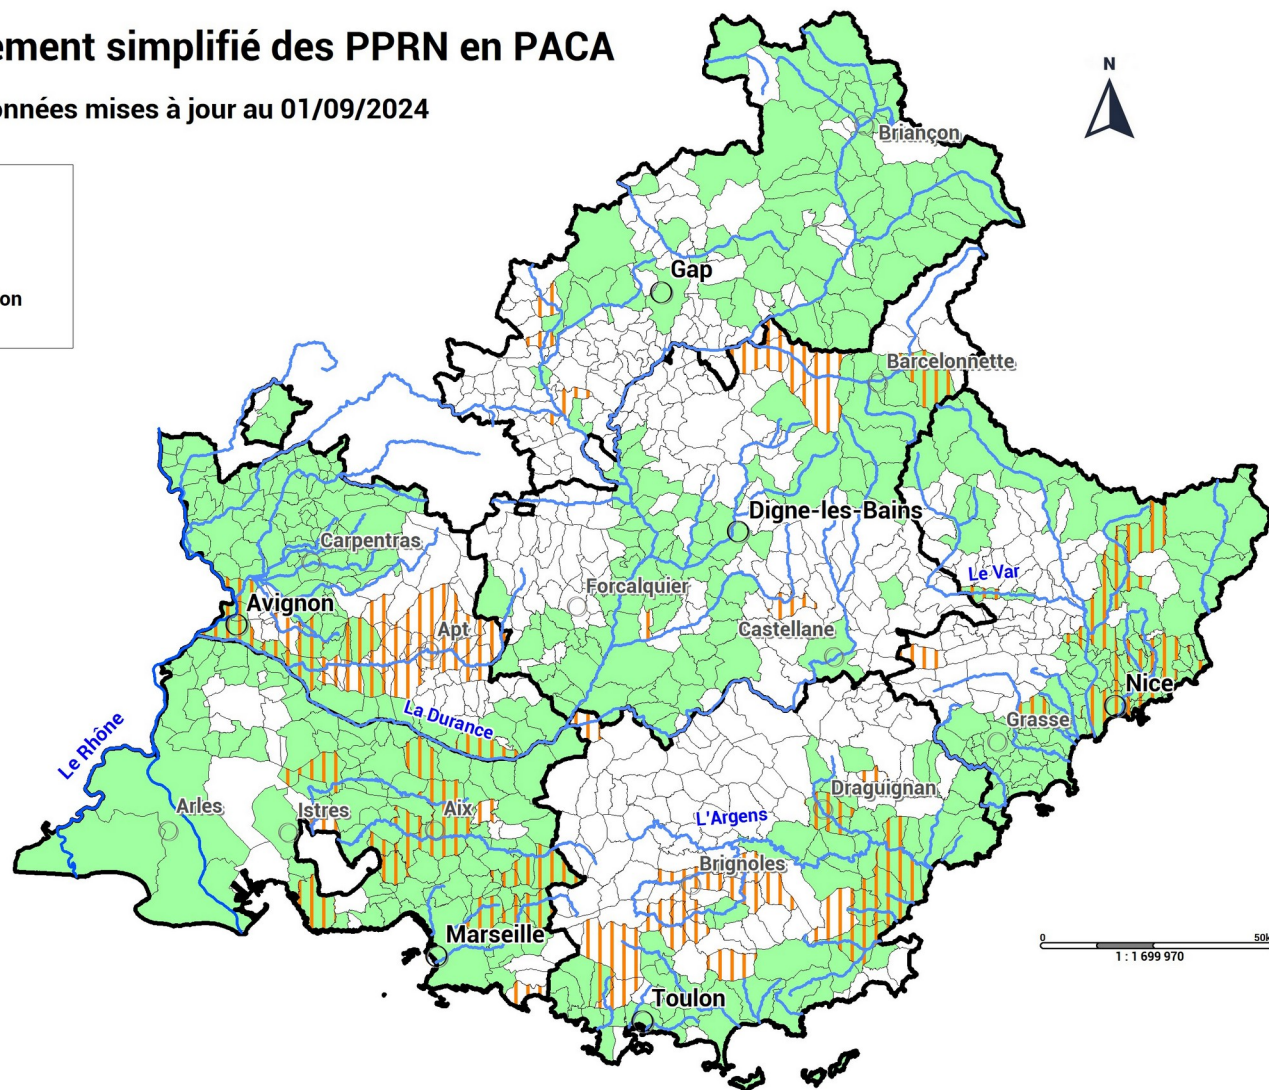 ement simplifié des PPRN en PACA
onnées mises à jour au 01/09/2024
N
on
Briançon
Gap
Barcelonnette
Digne-les-Bains
Carpentras
Le Var
Forcalquier
Avignon
Apt
Castellane
Nice
La Durance
Grasse
Le Rhône
Arles
Istres
Aix
Draguignan
L'Argens
Brignoles
Marseille
0 50k
1 : 1 699 970
Toulon